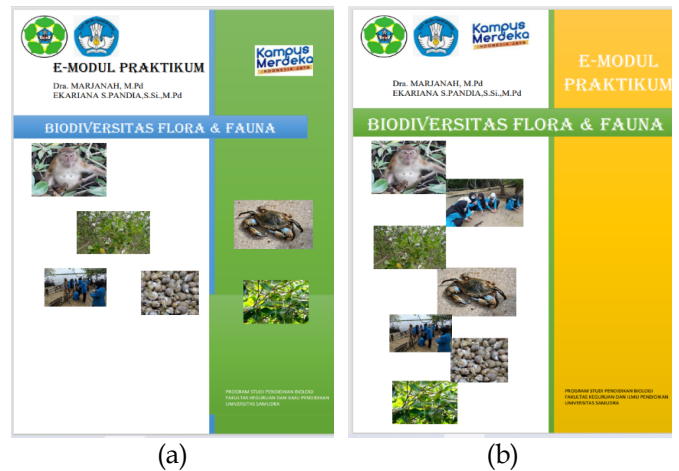 E-MODUL PRAKTIKUM
Kampus
Merdeka
INDONESIA JAYA
Dra. MARJANAH, M.Pd
EKARIANA S.PANDIA,S.Si.,M.Pd
BIODIVERSITAS FLORA & FAUNA
PROGRAM STUDI PENDIDIKAN BIOLOGI
FAKULTAS KEGURUAN DAN ILMU PENDIDIKAN
UNIVERSITAS SAMUDRA
(a)
Kampus
Merdeka
INDONESIA JAYA
E-MODUL
PRAKTIKUM
Dra. MARJANAH, M.Pd
EKARIANA S.PANDIA,S.Si.,M.Pd
BIODIVERSITAS FLORA & FAUNA
PROGRAM STUDI PENDIDIKAN BIOLOGI
FAKULTAS KEGURUAN DAN ILMU PENDIDIKAN
UNIVERSITAS SAMUDRA
(b)